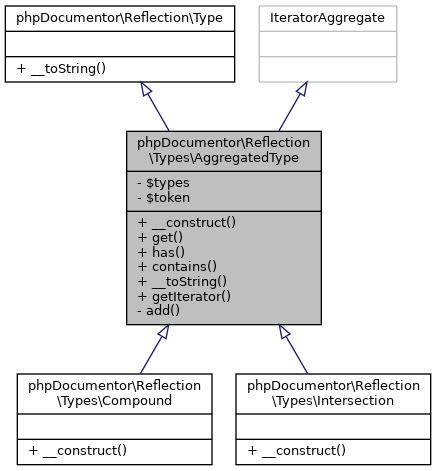 phpDocumentor\Reflection\Type
+ __toString()
IteratorAggregate
phpDocumentor\Reflection
\Types\AggregatedType
- $types
- $token
+ __construct()
+ get()
+ has()
+ contains()
+ __toString()
+ getIterator()
- add()
phpDocumentor\Reflection
\Types\Compound
+ __construct()
phpDocumentor\Reflection
\Types\Intersection
+ __construct()